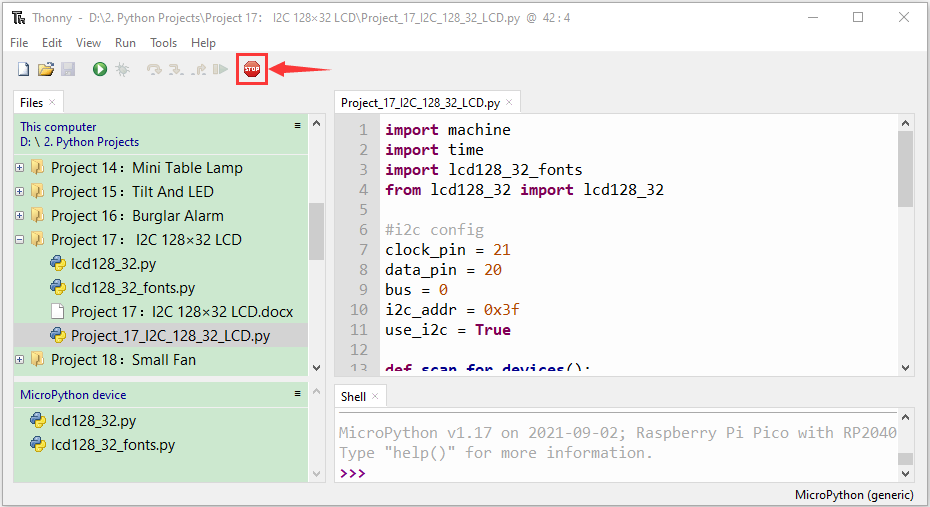 Thonny - D:\2. Python Projects\Project 17： I2C 128×32 LCD\Project_17_I2C_128_32_LCD.py @ 42 : 4
File Edit View Run Tools Help
STOP
Files
This computer
D: \ 2. Python Projects
Project 14：Mini Table Lamp
Project 15：Tilt And LED
Project 16：Burglar Alarm
Project 17： I2C 128×32 LCD
lcd128_32.py
lcd128_32_fonts.py
Project 17：I2C 128×32 LCD.docx
Project_17_I2C_128_32_LCD.py
Project 18：Small Fan
MicroPython device
lcd128_32.py
lcd128_32_fonts.py
Project_17_I2C_128_32_LCD.py
1 import machine
2 import time
3 import lcd128_32_fonts
4 from lcd128_32 import lcd128_32
5
6 #i2c config
7 clock_pin = 21
8 data_pin = 20
9 bus = 0
10 i2c_addr = 0x3f
11 use_i2c = True
12
13 def scan_for_devices():
Shell
MicroPython v1.17 on 2021-09-02; Raspberry Pi Pico with RP2040
Type "help()" for more information.
>>>
MicroPython (generic)